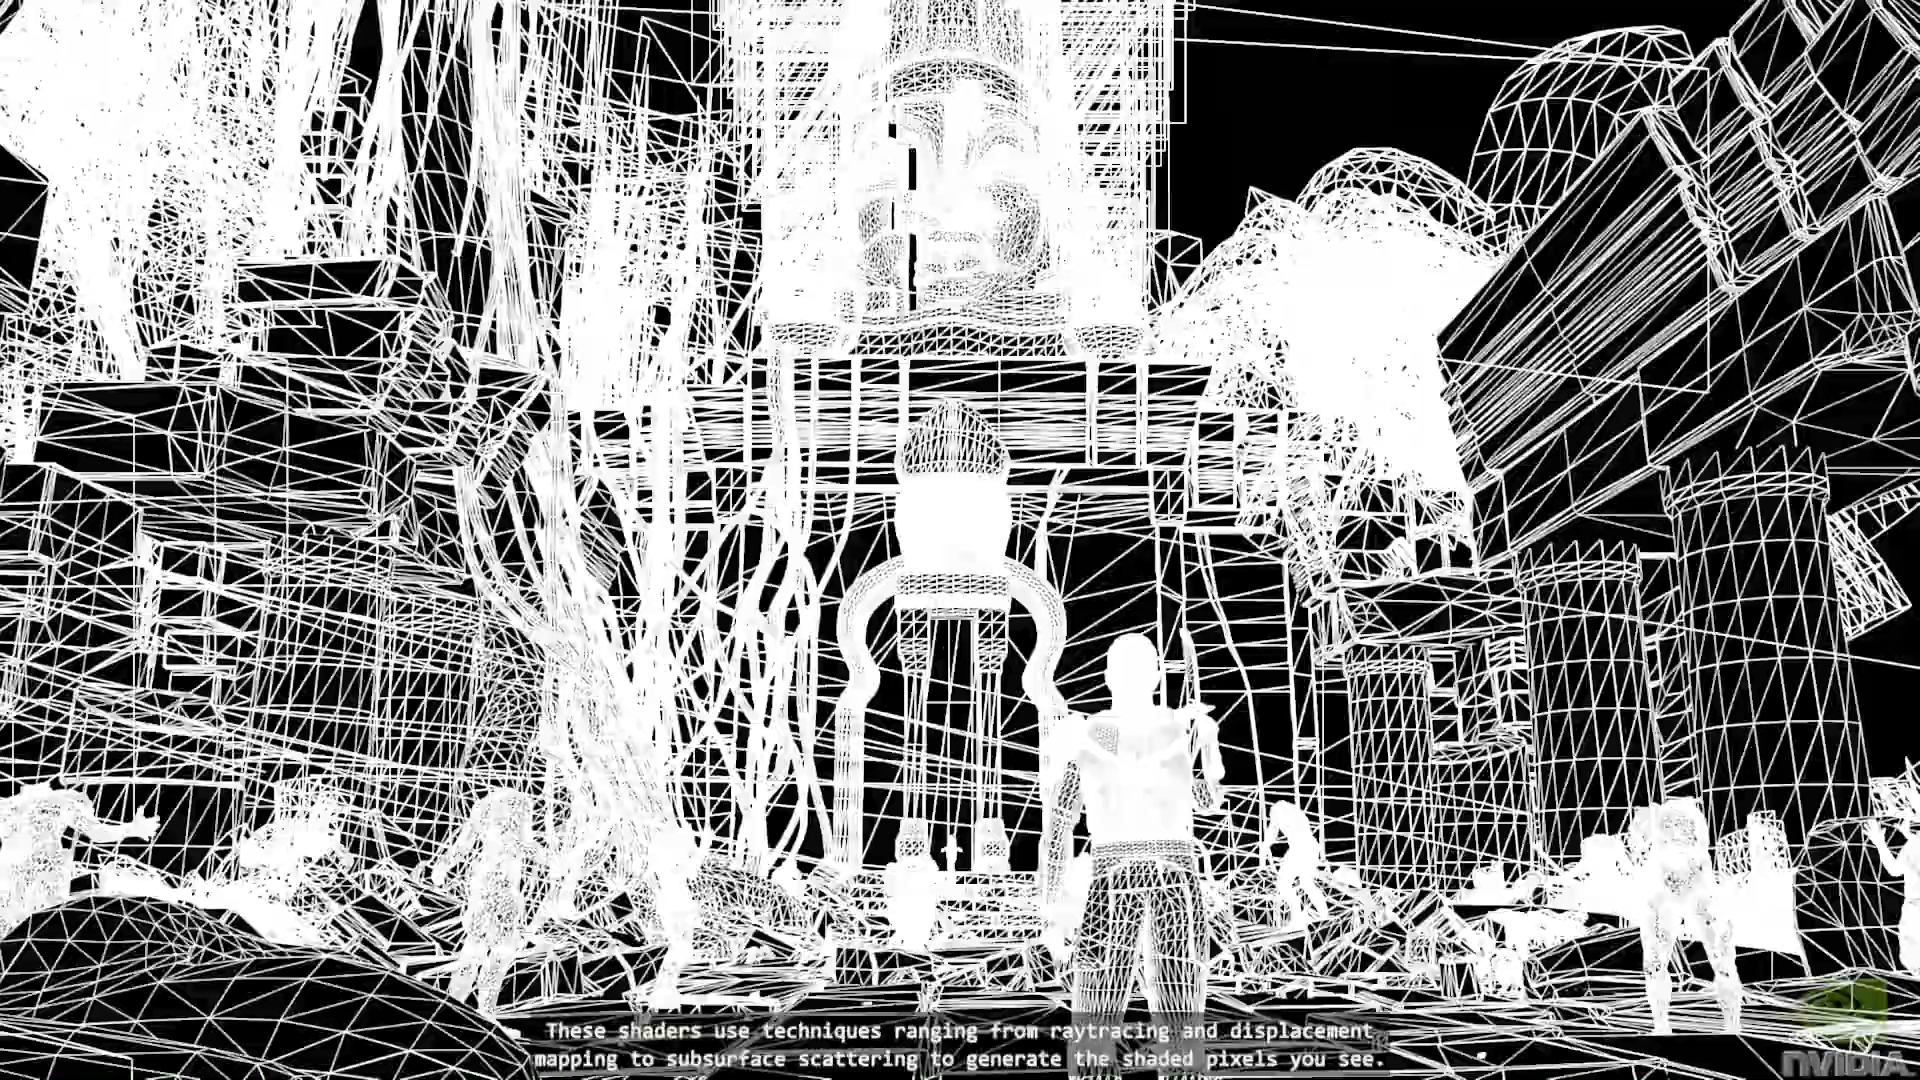 These shaders use techniques ranging from raytracing and displacement
mapping to subsurface scattering to generate the shaded pixels you see.
NVIDIA